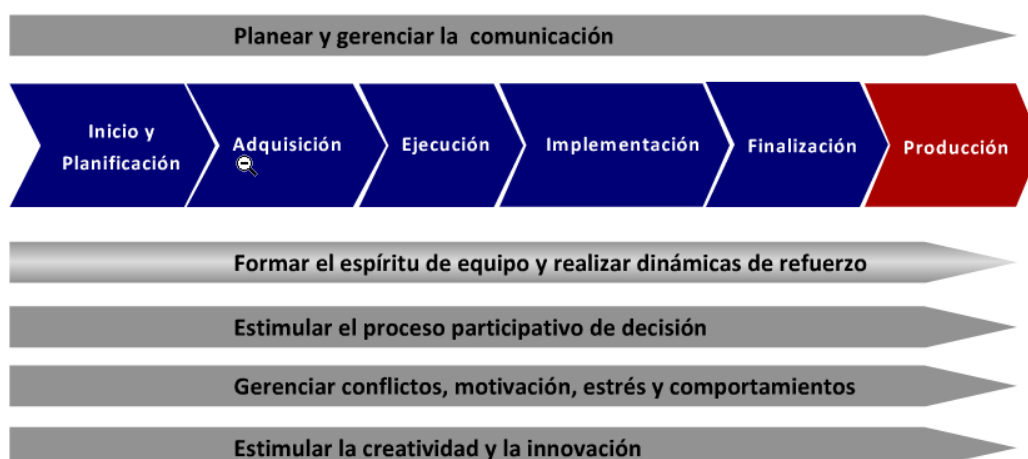 Planear y gerenciar la comunicación
Inicio y
Planificación
Adquisición
Ejecución
Implementación
Finalización
Producción
Formar el espíritu de equipo y realizar dinámicas de refuerzo
Estimular el proceso participativo de decisión
Gerenciar conflictos, motivación, estrés y comportamientos
Estimular la creatividad y la innovación